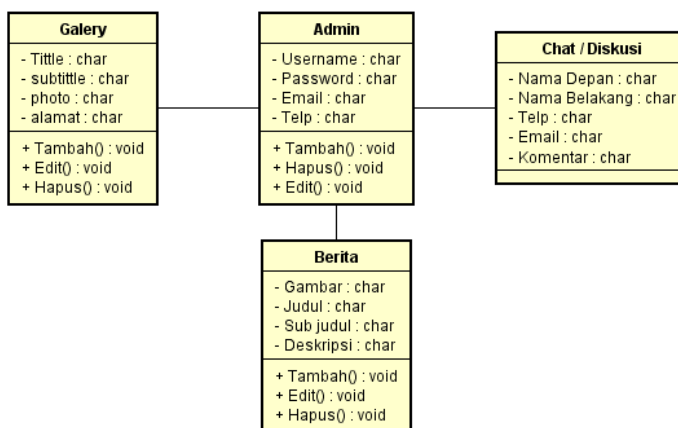 Galery
- Tittle : char
- subtittle : char
- photo : char
- alamat : char
+ Tambah() : void
+ Edit() : void
+ Hapus() : void
Admin
- Username : char
- Password : char
- Email : char
- Telp : char
+ Tambah() : void
+ Hapus() : void
+ Edit() : void
Chat / Diskusi
- Nama Depan : char
- Nama Belakang : char
- Telp : char
- Email : char
- Komentar : char
Berita
- Gambar : char
- Judul : char
- Sub judul : char
- Deskripsi : char
+ Tambah() : void
+ Edit() : void
+ Hapus() : void